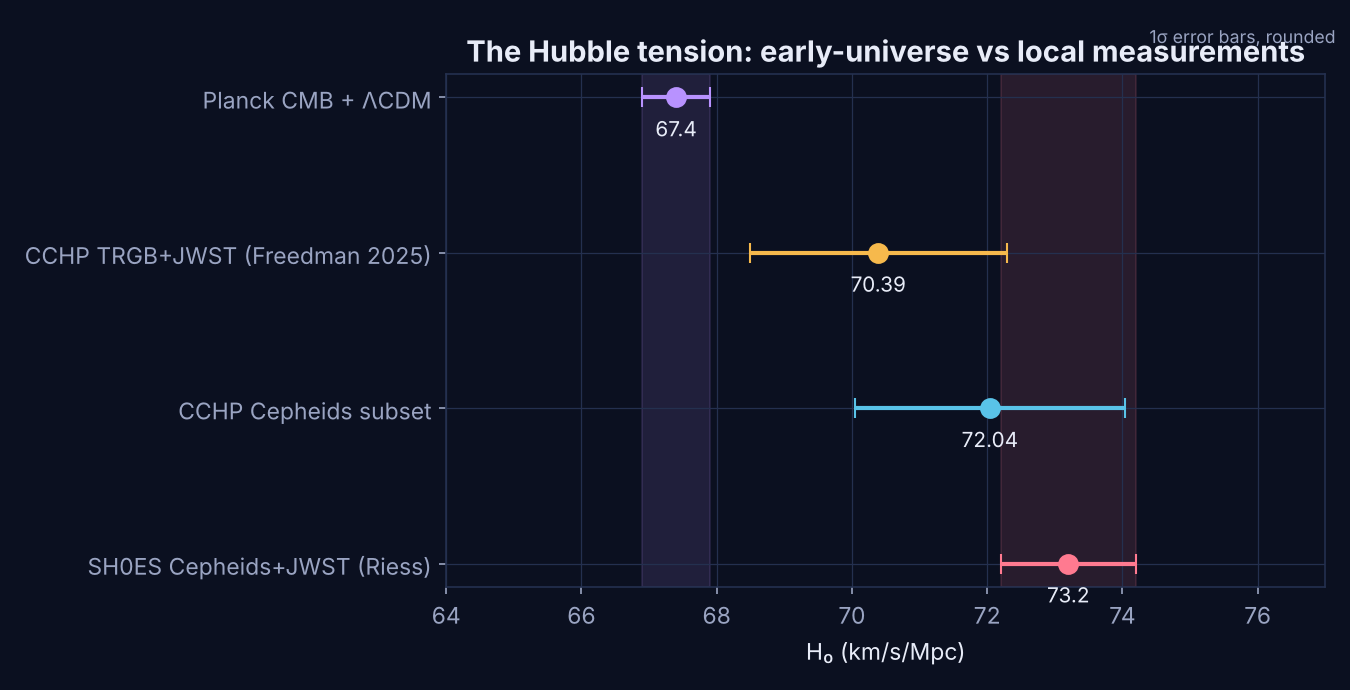 1σ error bars, rounded
The Hubble tension: early-universe vs local measurements
Planck CMB + ΛCDM
67.4
CCHP TRGB+JWST (Freedman 2025)
70.39
CCHP Cepheids subset
72.04
SH0ES Cepheids+JWST (Riess)
73.2
64 66 68 70 72 74 76
H₀ (km/s/Mpc)